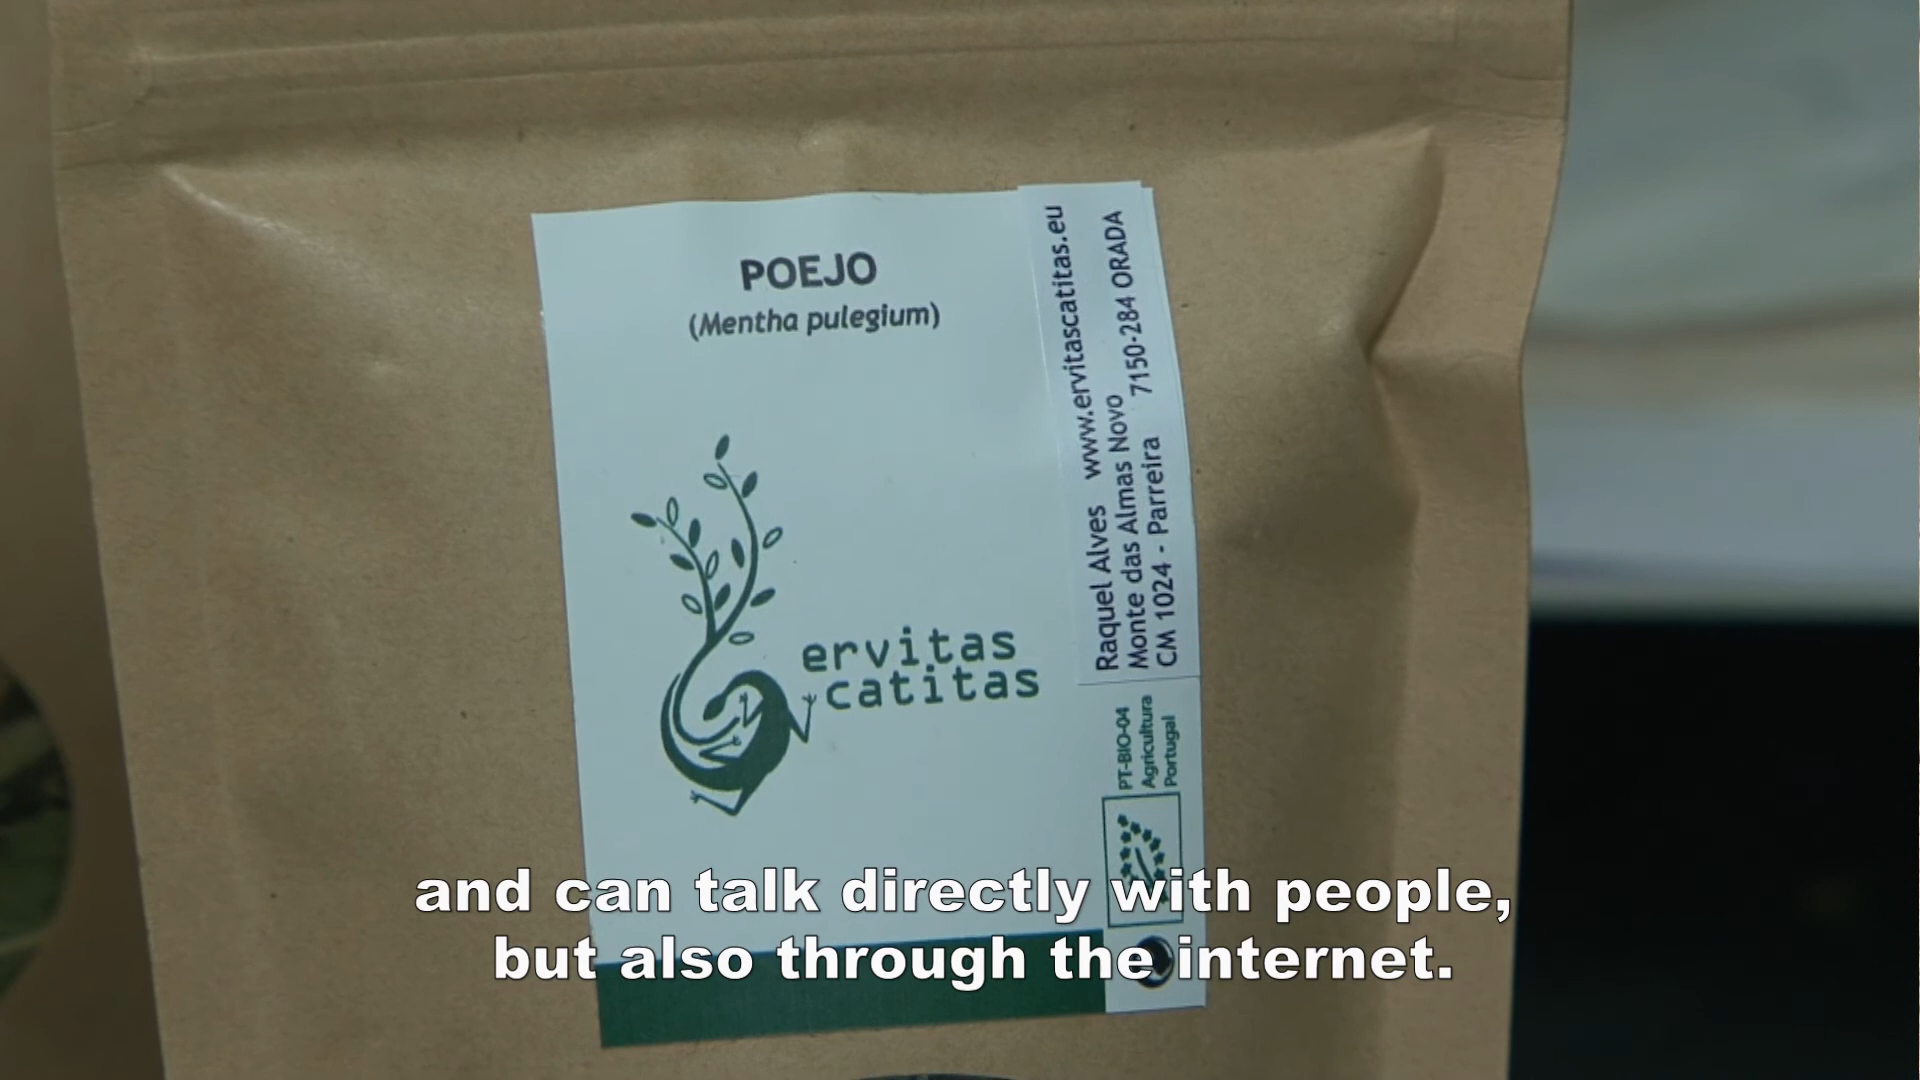 POEJO
(Mentha pulegium)
ervitas
catitas
Raquel Alves www.ervitascatitas.eu
Monte das Almas Novo
CM 1024 - Parreira 7150-284 ORADA
PT-BIO-04
Agricultura
Portugal
and can talk directly with people,
but also through the internet.